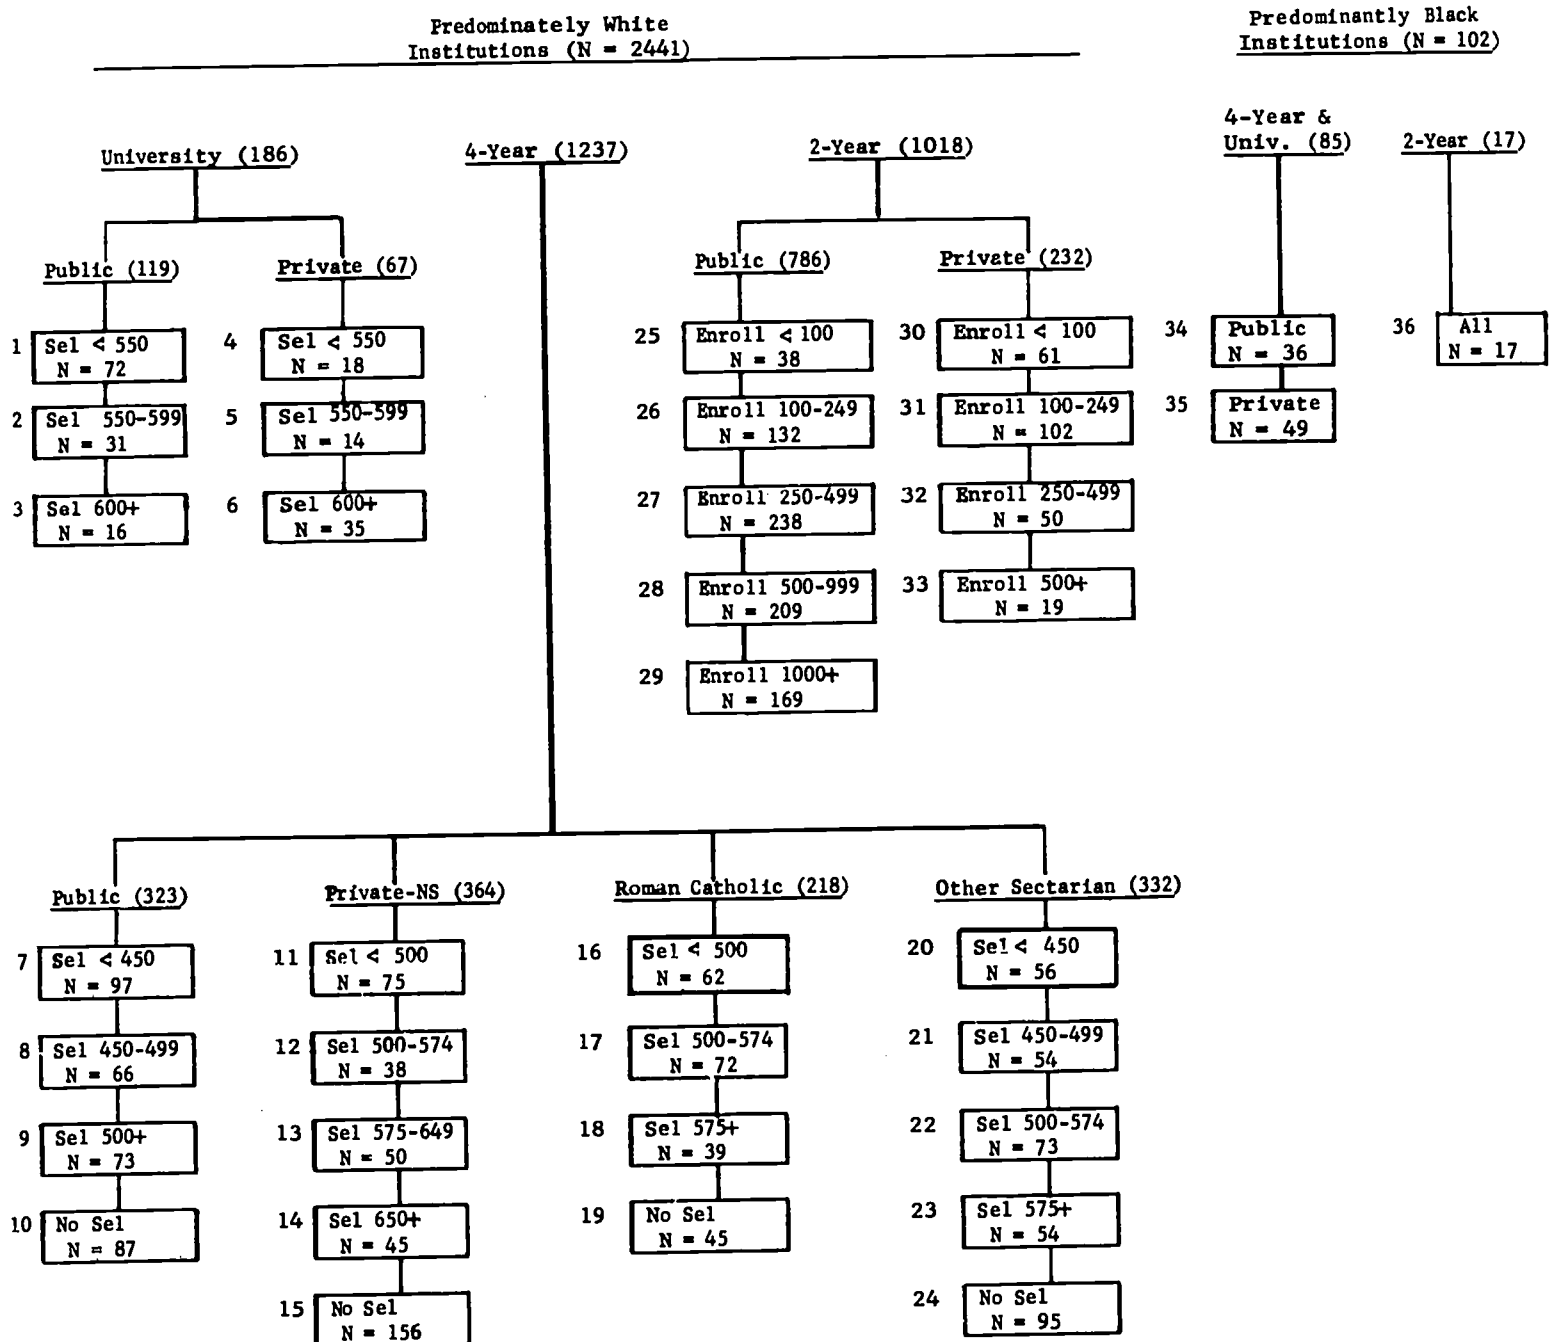 Predominately White
Institutions (N = 2441)
Predominantly Black
Institutions (N = 102)
University (186)
4-Year (1237)
2-Year (1018)
4-Year &
Univ. (85)
2-Year (17)
Public (119)
Private (67)
Public (786)
Private (232)
1 Sel < 550
N = 72
2 Sel 550-599
N = 31
3 Sel 600+
N = 16
4 Sel < 550
N = 18
5 Sel 550-599
N = 14
6 Sel 600+
N = 35
25 Enroll < 100
N = 38
26 Enroll 100-249
N = 132
27 Enroll 250-499
N = 238
28 Enroll 500-999
N = 209
29 Enroll 1000+
N = 169
30 Enroll < 100
N = 61
31 Enroll 100-249
N = 102
32 Enroll 250-499
N = 50
33 Enroll 500+
N = 19
34 Public
N = 36
35 Private
N = 49
36 All
N = 17
Public (323)
Private-NS (364)
Roman Catholic (218)
Other Sectarian (332)
7 Sel < 450
N = 97
8 Sel 450-499
N = 66
9 Sel 500+
N = 73
10 No Sel
N = 87
11 Sel < 500
N = 75
12 Sel 500-574
N = 38
13 Sel 575-649
N = 50
14 Sel 650+
N = 45
15 No Sel
N = 156
16 Sel < 500
N = 62
17 Sel 500-574
N = 72
18 Sel 575+
N = 39
19 No Sel
N = 45
20 Sel < 450
N = 56
21 Sel 450-499
N = 54
22 Sel 500-574
N = 73
23 Sel 575+
N = 54
24 No Sel
N = 95